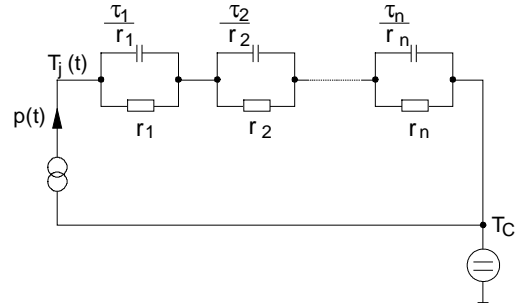 τ1 τ2 τn
r1 r2 rn
Tj (t)
p(t) r1 r2 rn
TC